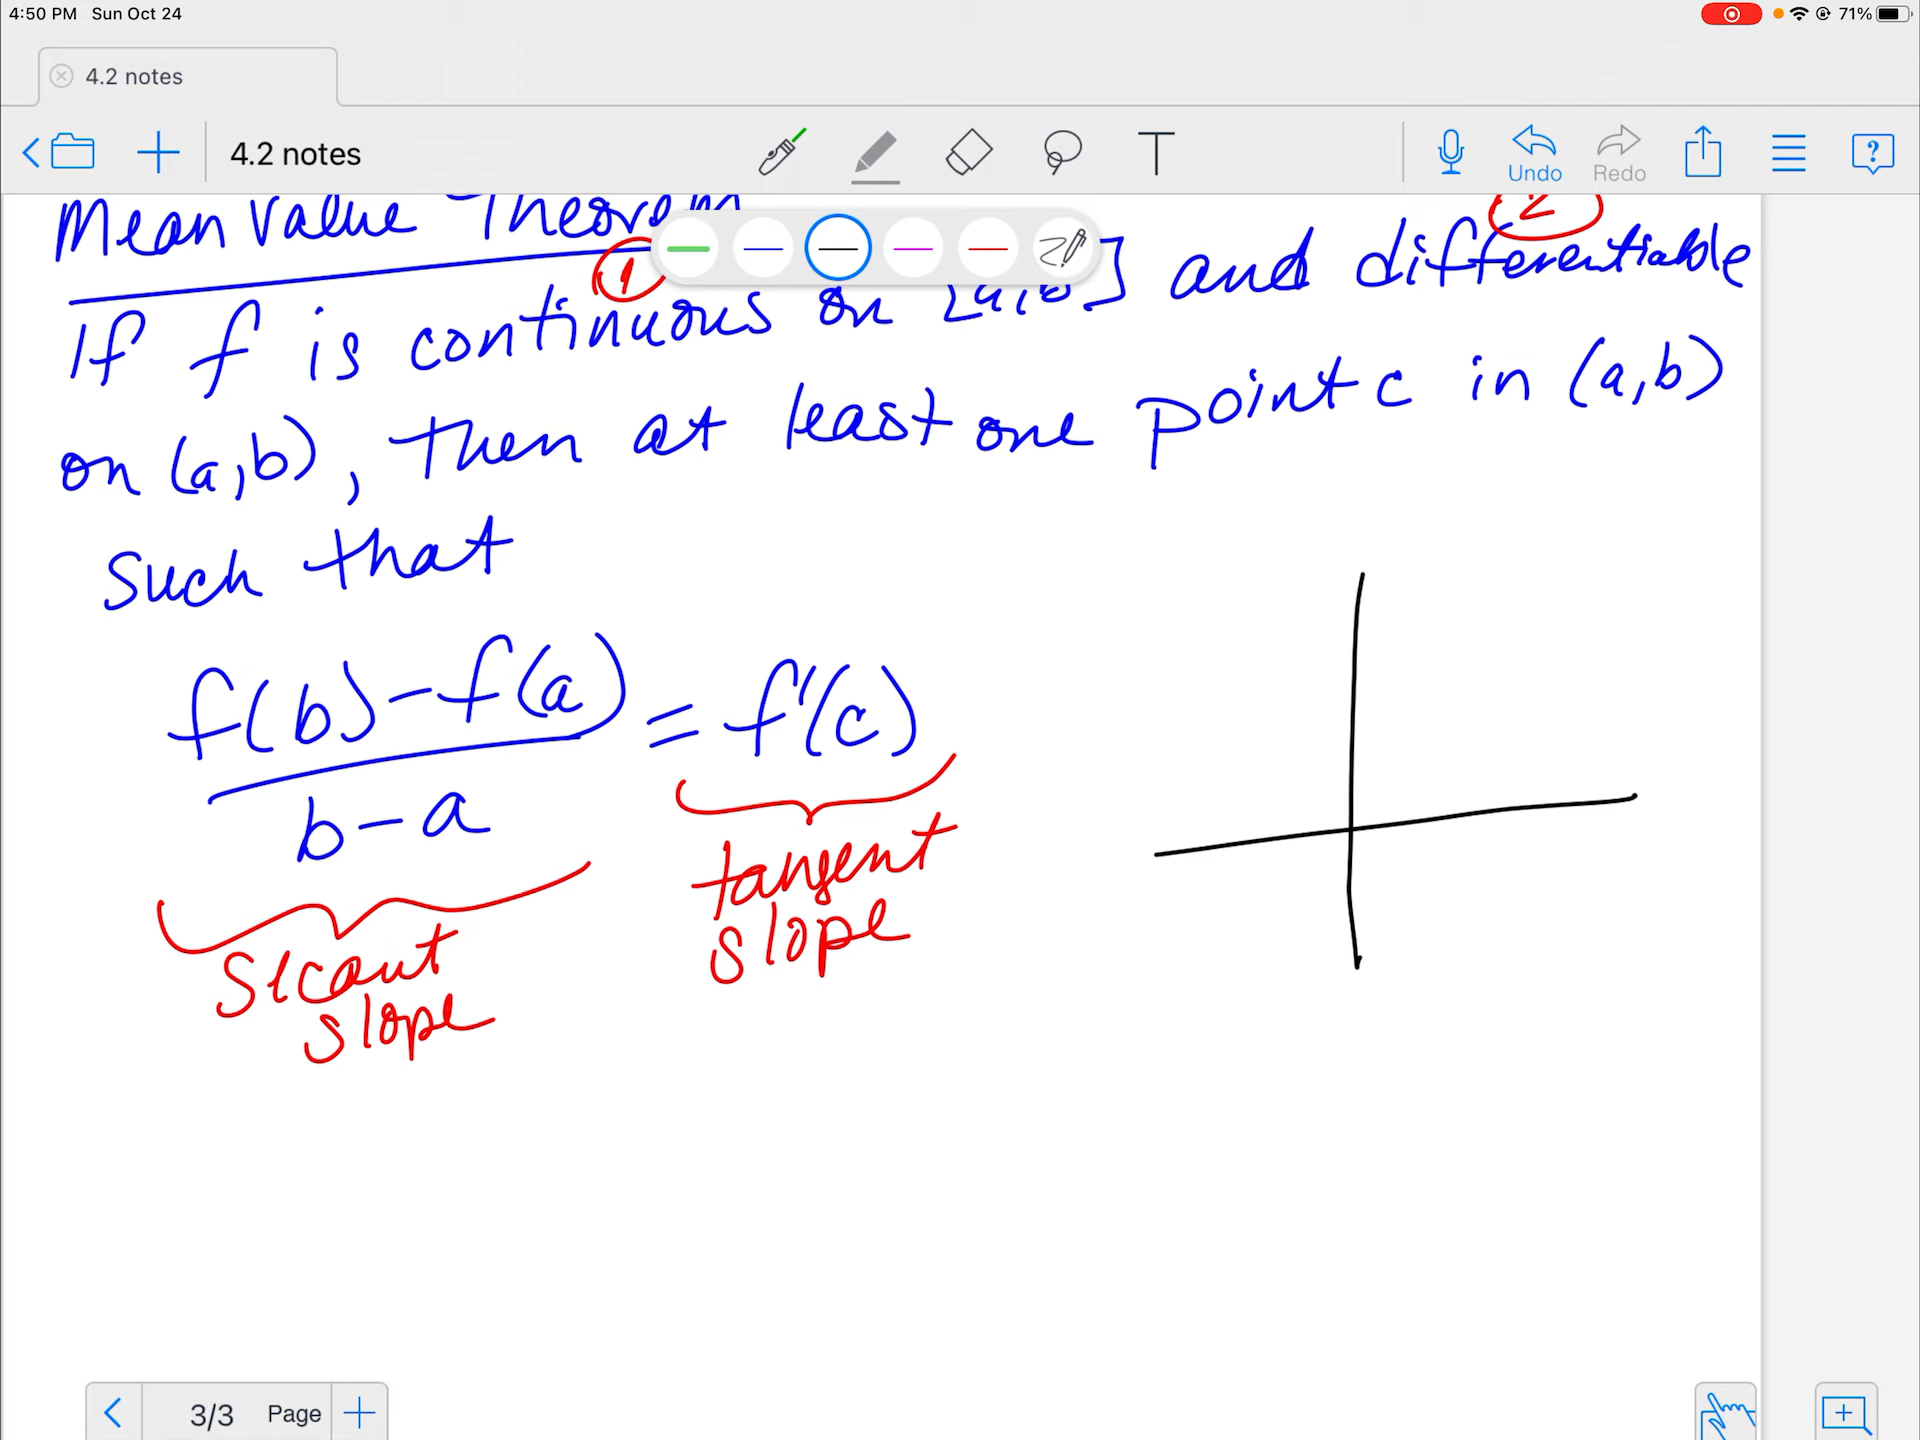 4:50 PM Sun Oct 24
71%
4.2 notes
4.2 notes
T
Undo
Redo
?
Mean Value Theorem
1
2
If f is continuous on [a,b] and differentiable
on (a,b), then at least one point c in (a,b)
such that
f(b)-f(a) = f'(c)
b-a
secant
slope
tangent
slope
3/3 Page